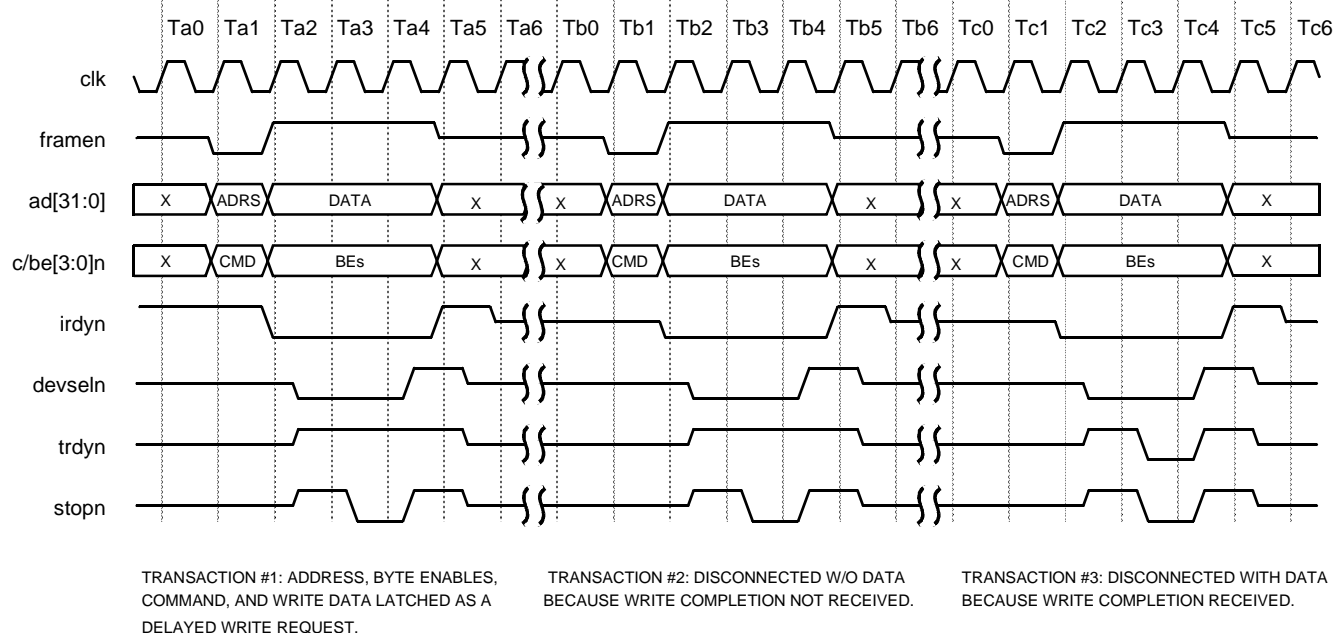 Ta0 Ta1 Ta2 Ta3 Ta4 Ta5 Ta6 Tb0 Tb1 Tb2 Tb3 Tb4 Tb5 Tb6 Tc0 Tc1 Tc2 Tc3 Tc4 Tc5 Tc6
clk
framen
ad[31:0] X ADRS DATA X X ADRS DATA X X ADRS DATA X
c/be[3:0]n X CMD BEs X X CMD BEs X X CMD BEs X
irdyn
devseln
trdyn
stopn
TRANSACTION #1: ADDRESS, BYTE ENABLES,
COMMAND, AND WRITE DATA LATCHED AS A
DELAYED WRITE REQUEST.
TRANSACTION #2: DISCONNECTED W/O DATA
BECAUSE WRITE COMPLETION NOT RECEIVED.
TRANSACTION #3: DISCONNECTED WITH DATA
BECAUSE WRITE COMPLETION RECEIVED.